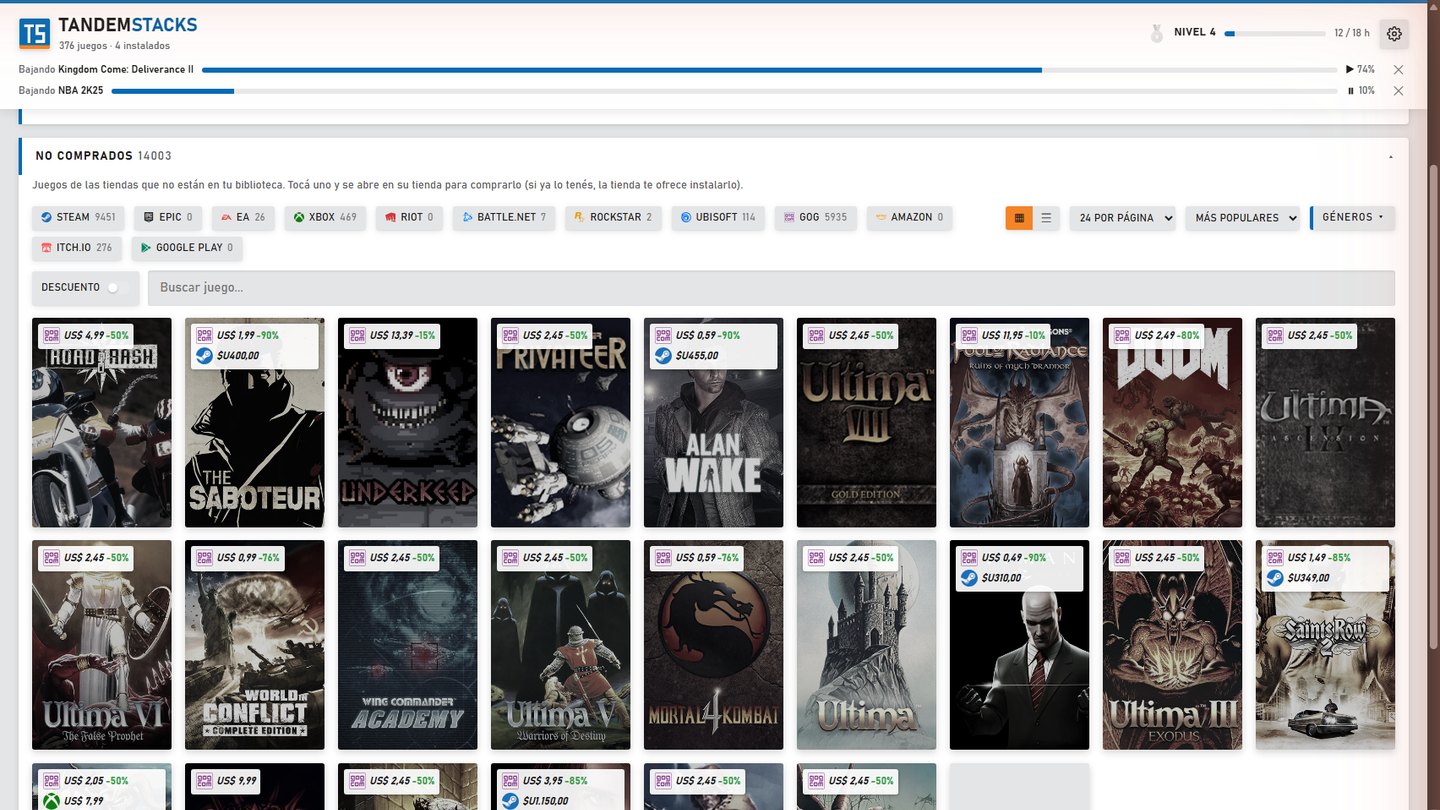 TS TANDEMSTACKS
376 juegos · 4 instalados
NIVEL 4 12 / 18 h
Bajando Kingdom Come: Deliverance II 74%
Bajando NBA 2K25 10%
NO COMPRADOS 14003
Juegos de las tiendas que no están en tu biblioteca. Tocá uno y se abre en su tienda para comprarlo (si ya lo tenés, la tienda te ofrece instalarlo).
STEAM 9451 EPIC 0 EA 26 XBOX 469 RIOT 0 BATTLE.NET 7 ROCKSTAR 2 UBISOFT 114 GOG 5935 AMAZON 0
24 POR PÁGINA MÁS POPULARES GÉNEROS
ITCH.IO 276 GOOGLE PLAY 0
DESCUENTO Buscar juego...
US$ 4,99 -50%
ROAD RASH
US$ 1,99 -90%
$U400,00
THE
SABOTEUR
US$ 13,39 -15%
UNDERKEEP
US$ 2,45 -50%
PRIVATEER
US$ 0,59 -90%
$U455,00
ALAN
WAKE
US$ 2,45 -50%
Ultima™
VIII
GOLD EDITION
US$ 11,95 -10%
Pool of Radiance
RUINS OF MYTH DRANNOR
US$ 2,49 -80%
DOOM
US$ 2,45 -50%
Ultima™
IX
ASCENSION
US$ 2,45 -50%
Ultima VI
The False Prophet
US$ 0,99 -76%
WORLD IN
CONFLICT
COMPLETE EDITION
US$ 2,45 -50%
WING COMMANDER
ACADEMY
US$ 2,45 -50%
Ultima V
Warriors of Destiny
US$ 0,59 -76%
MORTAL 4 KOMBAT
US$ 2,45 -50%
Ultima™
US$ 0,49 -90%
$U310,00
US$ 2,45 -50%
Ultima™ III
EXODUS
US$ 1,49 -85%
$U349,00
Saints Row
2
US$ 2,05 -50%
US$ 7,99
US$ 9,99
US$ 2,45 -50%
US$ 3,95 -85%
$U1.150,00
US$ 2,45 -50%
US$ 2,45 -50%